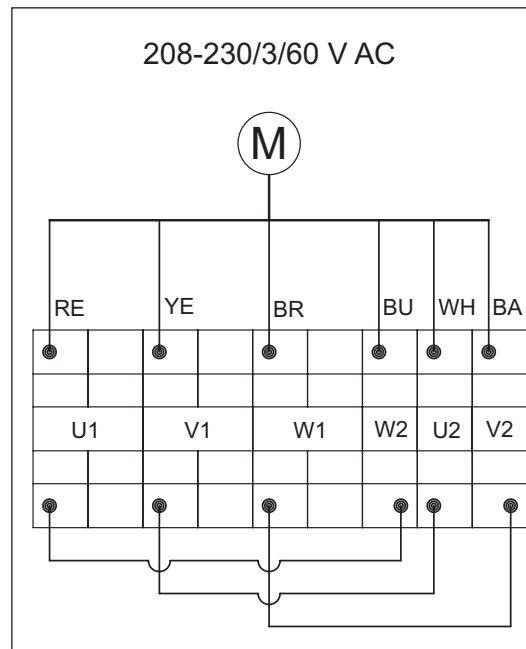 208-230/3/60 V AC
M
RE YE BR BU WH BA
U1 V1 W1 W2 U2 V2